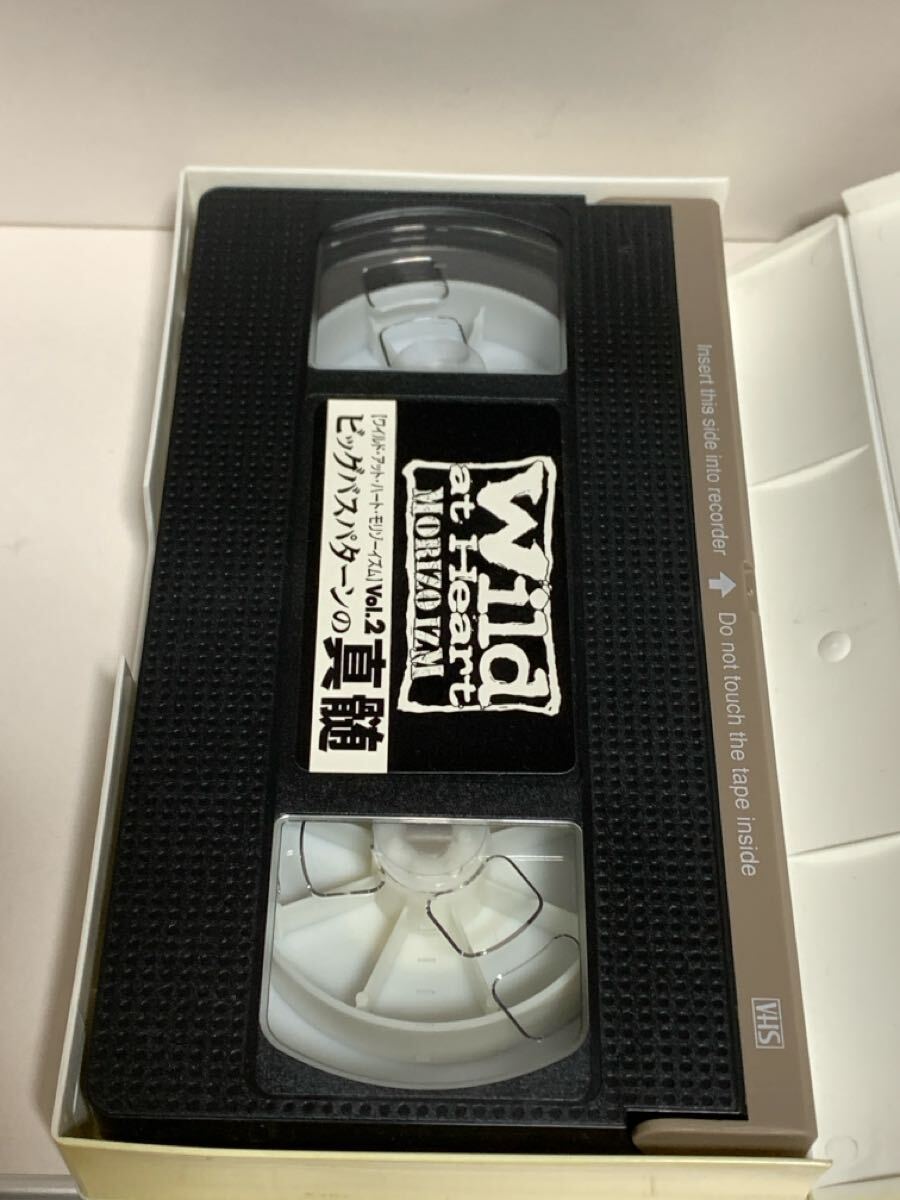 Wild
at Heart
MORIZOIZM
【ワイルド・アット・ハート・モリゾーイズム】Vol.2
ビッグバスパターンの真髄
Insert this side into recorder ⬆ Do not touch the tape inside
VHS